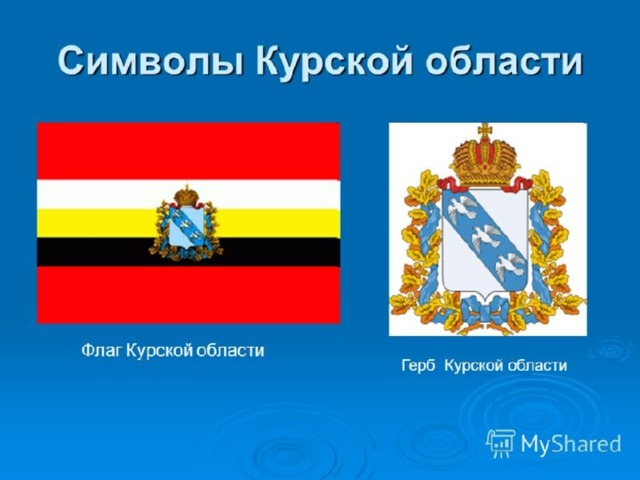 Символы Курской области
Флаг Курской области
Герб Курской области
MyShared